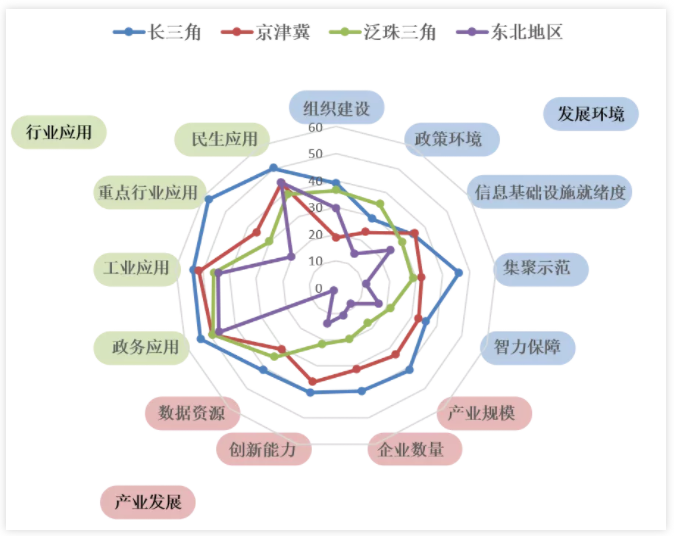 长三角 京津冀 泛珠三角 东北地区
组织建设
发展环境
行业应用
民生应用
政策环境
60
50
40
30
20
10
0
重点行业应用
信息基础设施就绪度
工业应用
集聚示范
政务应用
智力保障
数据资源
产业规模
创新能力
企业数量
产业发展